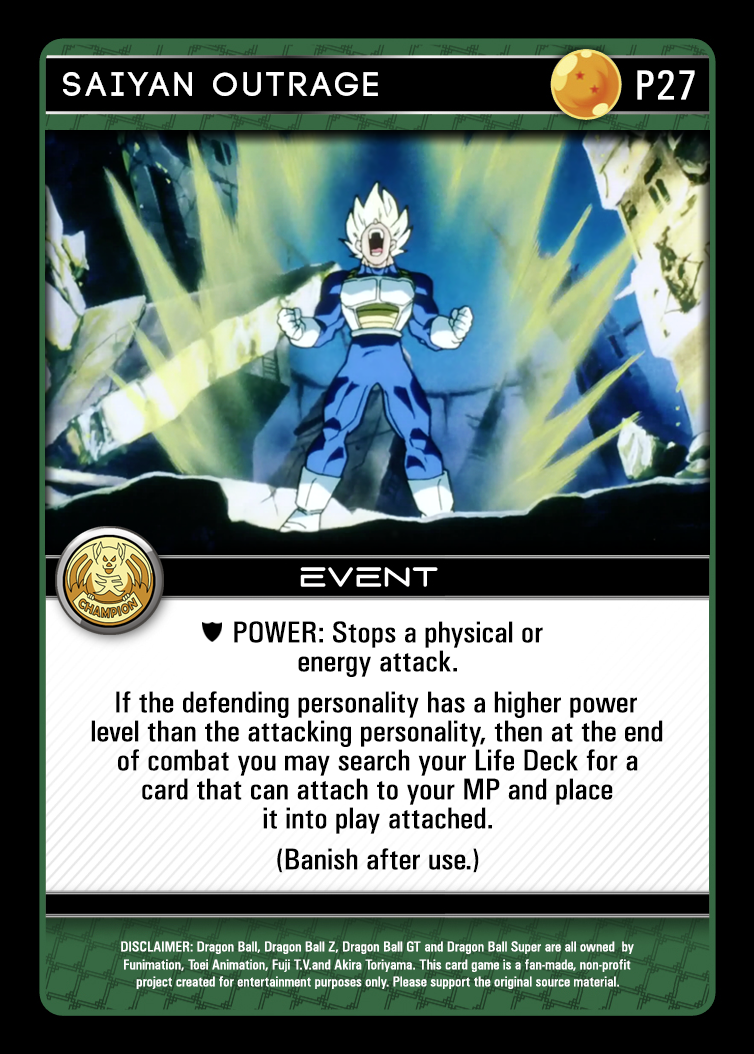 SAIYAN OUTRAGE
P27
EVENT
CHAMPION
POWER: Stops a physical or
energy attack.
If the defending personality has a higher power
level than the attacking personality, then at the end
of combat you may search your Life Deck for a
card that can attach to your MP and place
it into play attached.
(Banish after use.)
DISCLAIMER: Dragon Ball, Dragon Ball Z, Dragon Ball GT and Dragon Ball Super are all owned by
Funimation, Toei Animation, Fuji T.V.and Akira Toriyama. This card game is a fan-made, non-profit
project created for entertainment purposes only. Please support the original source material.